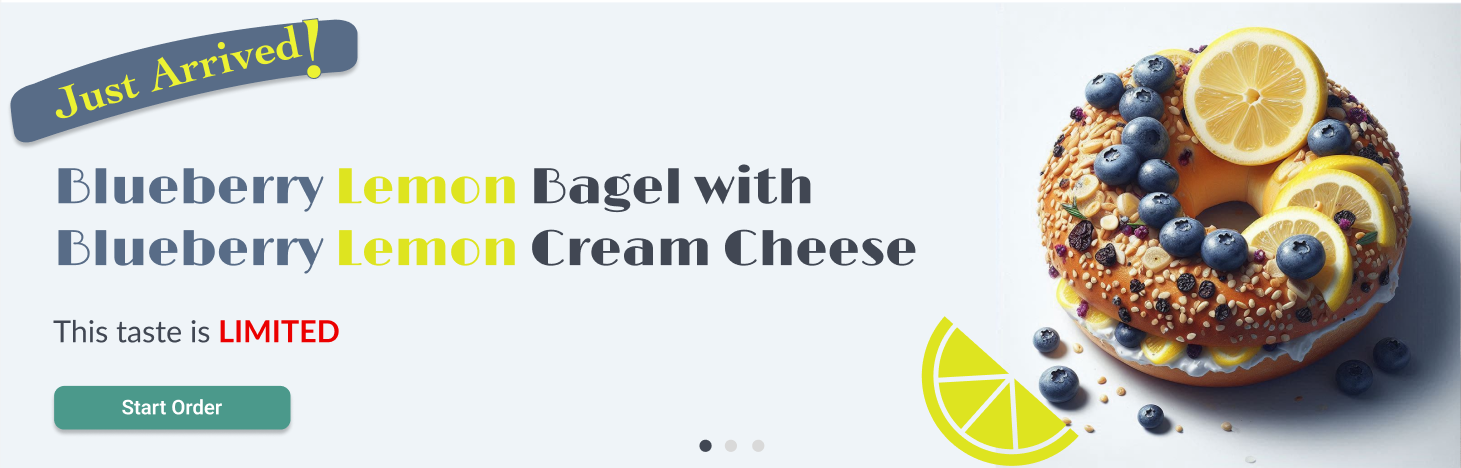 Just Arrived!
Blueberry Lemon Bagel with
Blueberry Lemon Cream Cheese
This taste is LIMITED
Start Order